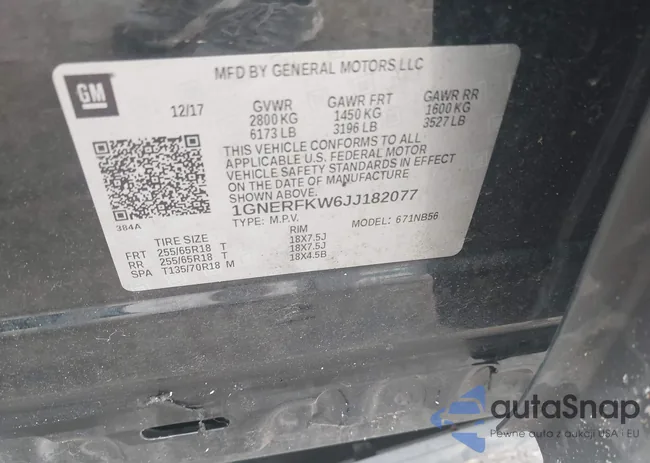 MFD BY GENERAL MOTORS LLC
GM
12/17
GVWR GAWR FRT GAWR RR
2800 KG 1450 KG 1600 KG
6173 LB 3196 LB 3527 LB
THIS VEHICLE CONFORMS TO ALL
APPLICABLE U.S. FEDERAL MOTOR
VEHICLE SAFETY STANDARDS IN EFFECT
ON THE DATE OF MANUFACTURE
SHOWN ABOVE.
384A
1GNERFKW6JJ182077
TYPE: M.P.V. MODEL: 671NB56
TIRE SIZE RIM
FRT 255/65R18 T 18X7.5J
RR 255/65R18 T 18X7.5J
SPA T135/70R18 M 18X4.5B
autaSnap
Pewne auta z aukcji USA i EU